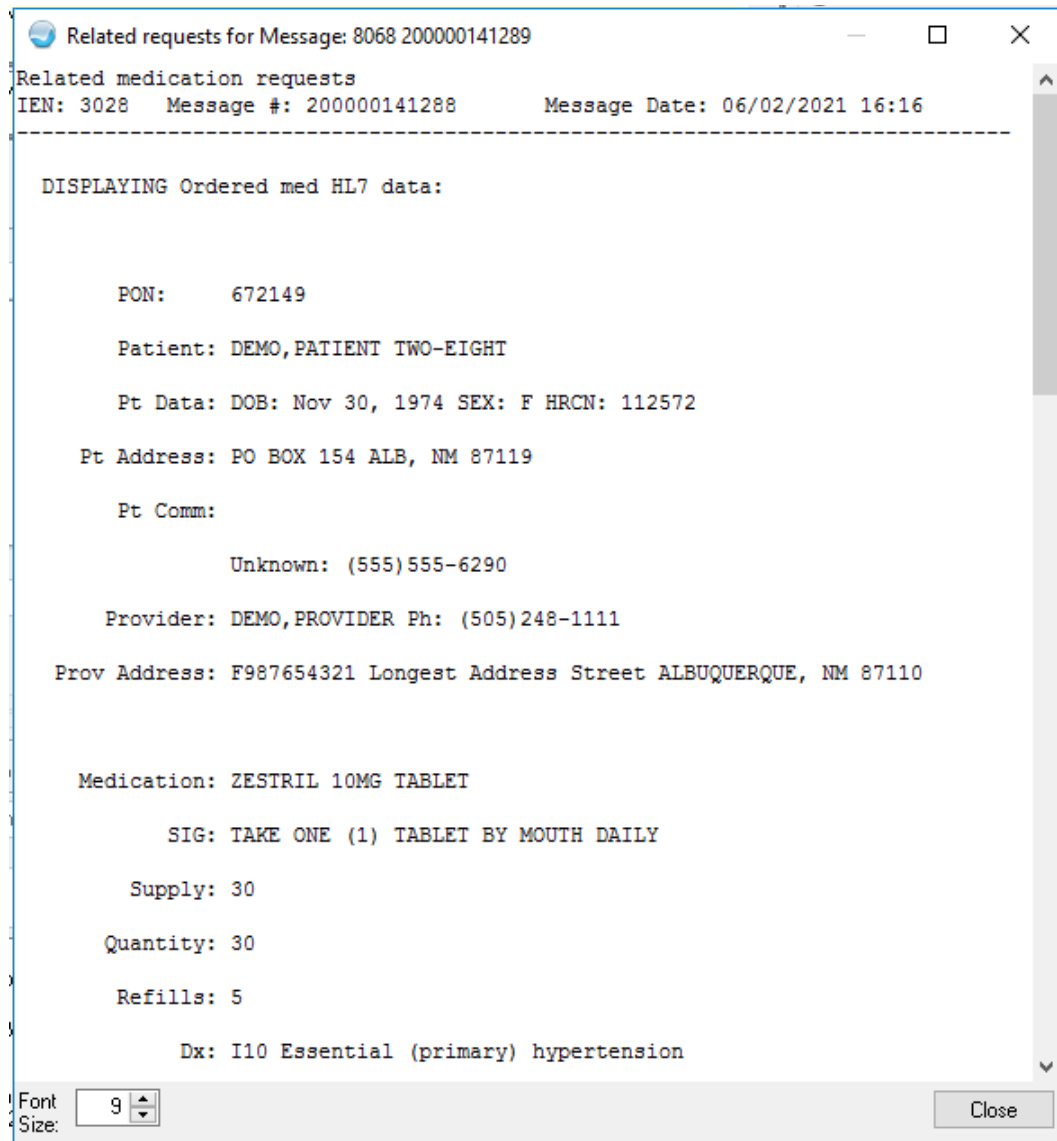 Related requests for Message: 8068 200000141289
Related medication requests
IEN: 3028 Message #: 200000141288 Message Date: 06/02/2021 16:16
--------------------------------------------------------------------------------
DISPLAYING Ordered med HL7 data:
PON: 672149
Patient: DEMO,PATIENT TWO-EIGHT
Pt Data: DOB: Nov 30, 1974 SEX: F HRCN: 112572
Pt Address: PO BOX 154 ALB, NM 87119
Pt Comm:
Unknown: (555)555-6290
Provider: DEMO,PROVIDER Ph: (505)248-1111
Prov Address: F987654321 Longest Address Street ALBUQUERQUE, NM 87110
Medication: ZESTRIL 10MG TABLET
SIG: TAKE ONE (1) TABLET BY MOUTH DAILY
Supply: 30
Quantity: 30
Refills: 5
Dx: I10 Essential (primary) hypertension
Font Size: 9
Close